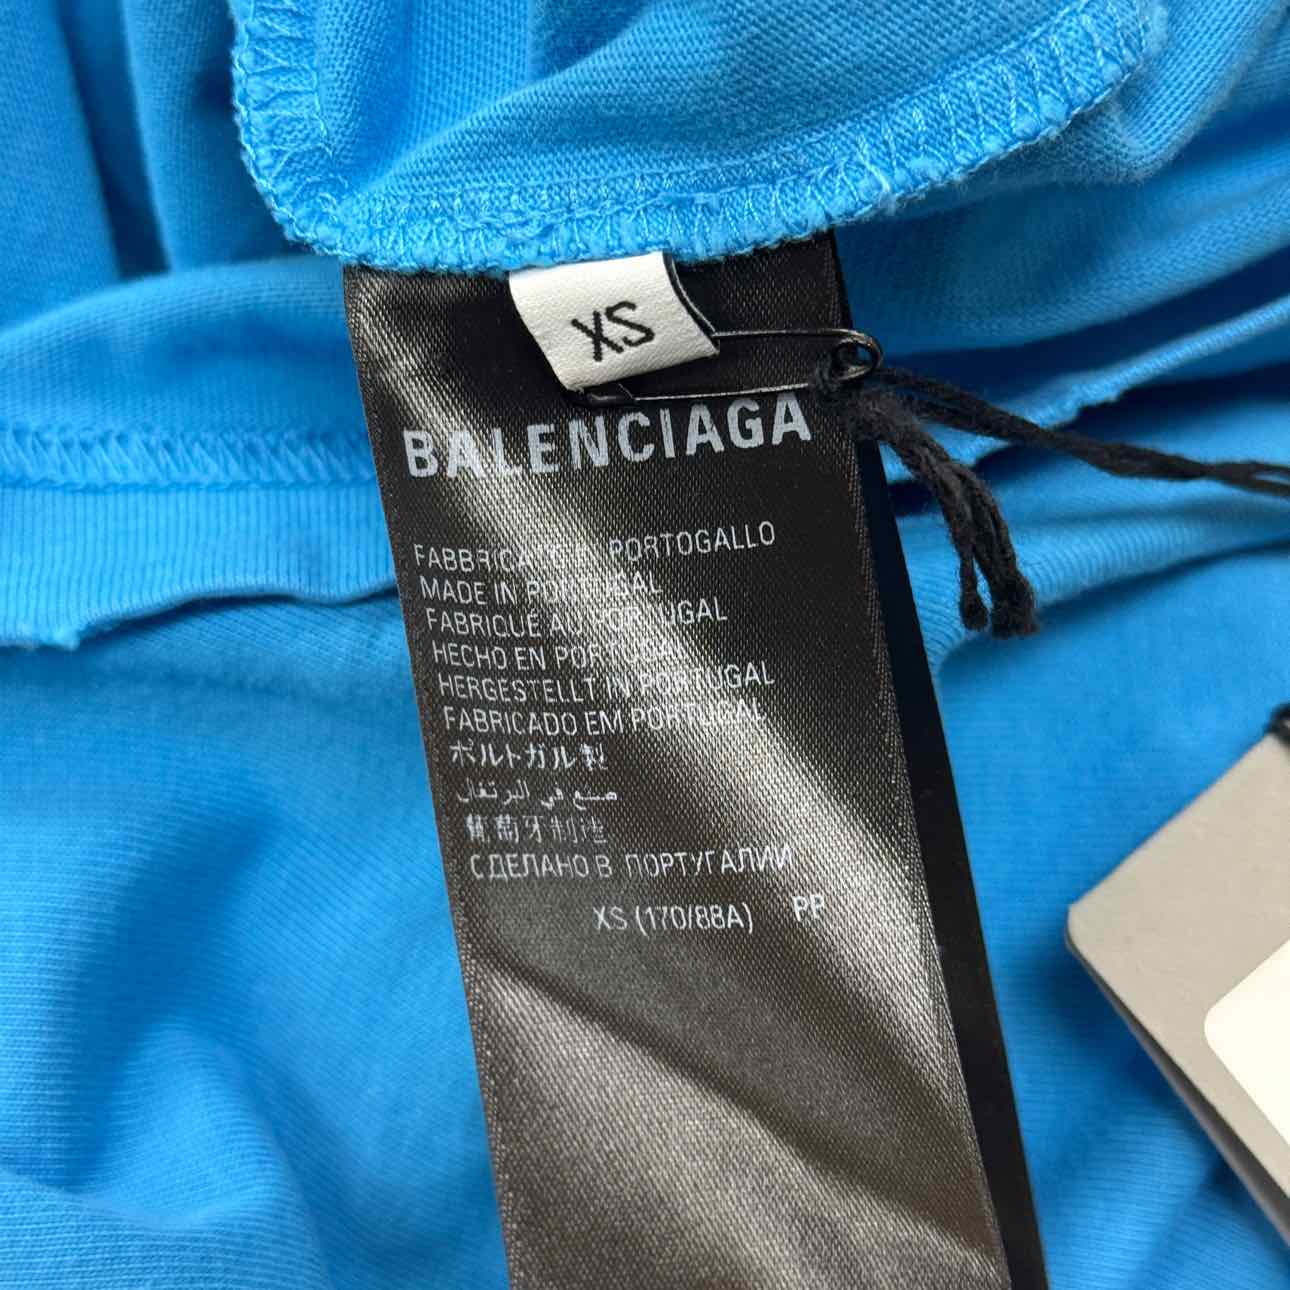 XS
BALENCIAGA
FABBRICATO IN PORTOGALLO
MADE IN PORTUGAL
FABRIQUÉ AU PORTUGAL
HECHO EN PORTUGAL
HERGESTELLT IN PORTUGAL
FABRICADO EM PORTUGAL
ポルトガル製
صنع في البرتغال
葡萄牙制造
СДЕЛАНО В ПОРТУГАЛИИ
XS (170/88A) PP